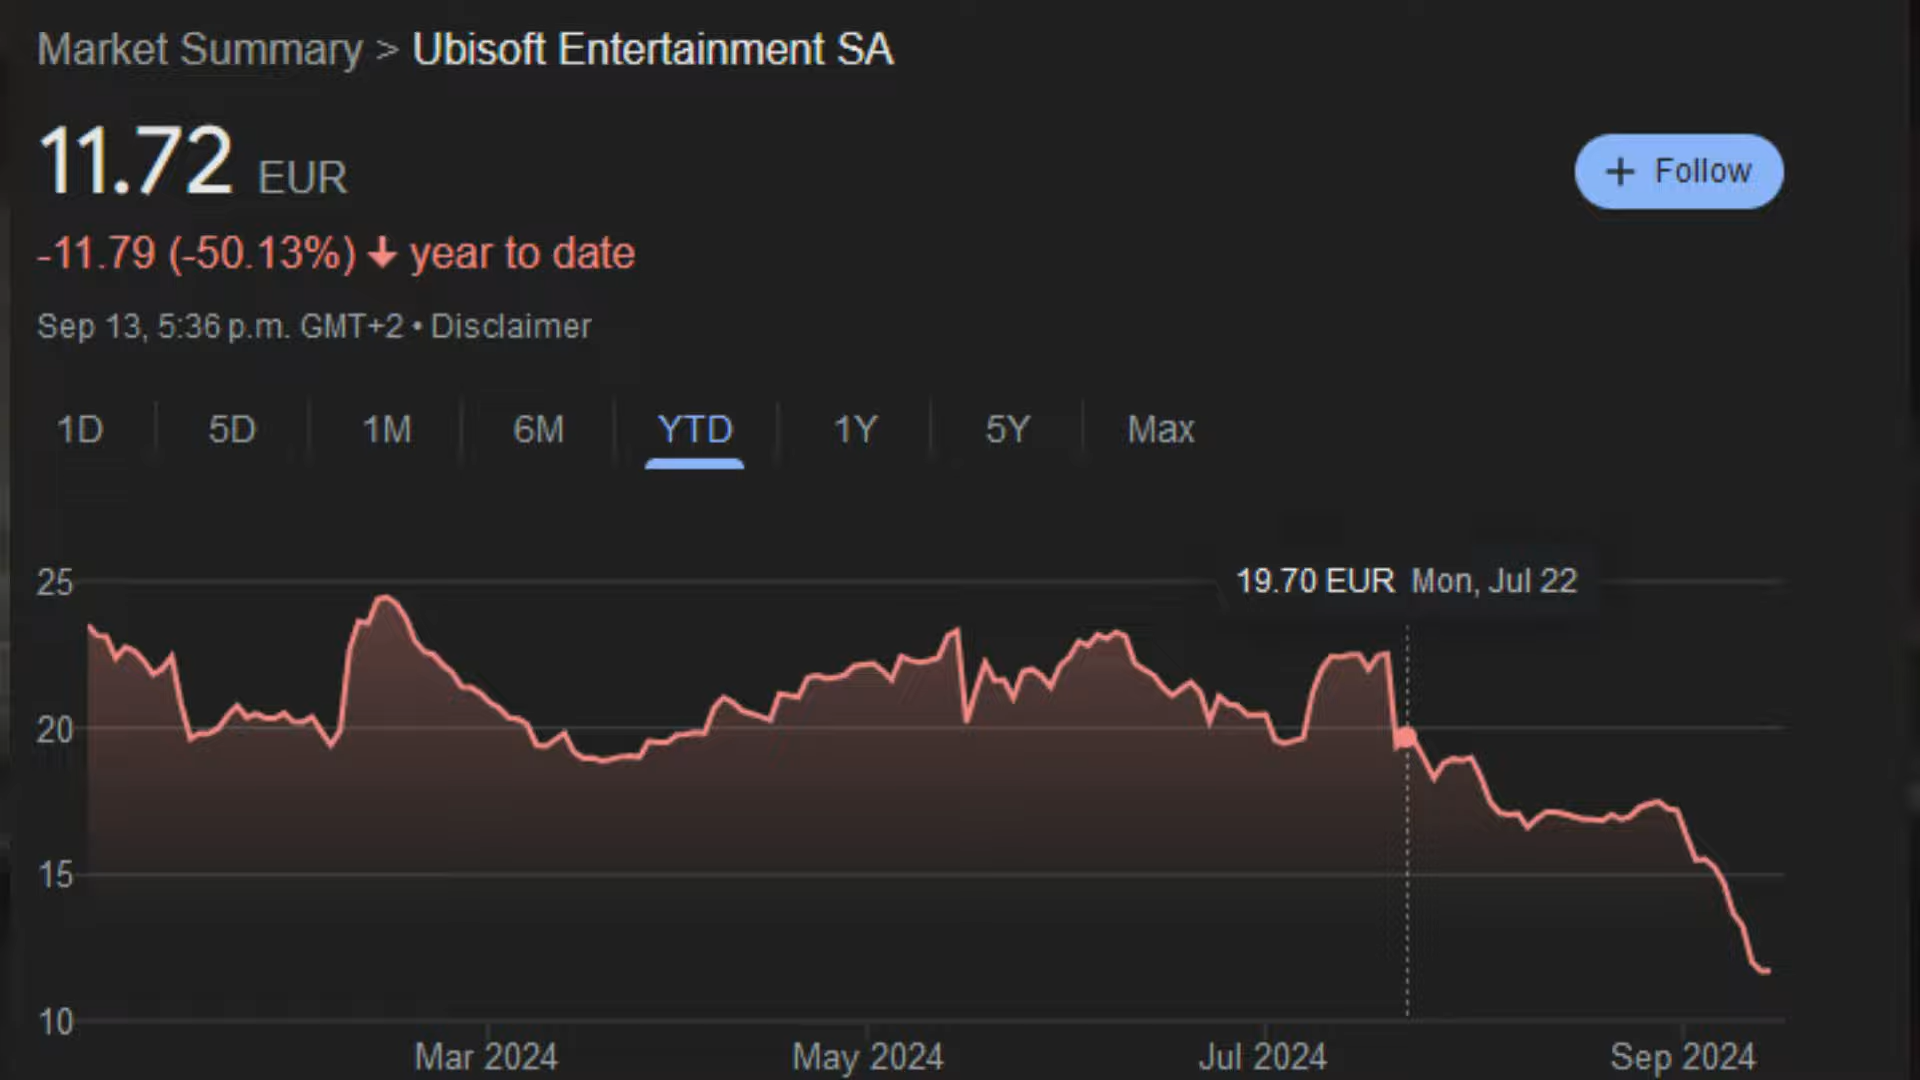 Market Summary > Ubisoft Entertainment SA
11.72 EUR
+ Follow
-11.79 (-50.13%) ↓ year to date
Sep 13, 5:36 p.m. GMT+2 • Disclaimer
1D 5D 1M 6M YTD 1Y 5Y Max
25
19.70 EUR Mon, Jul 22
20
15
10
Mar 2024 May 2024 Jul 2024 Sep 2024